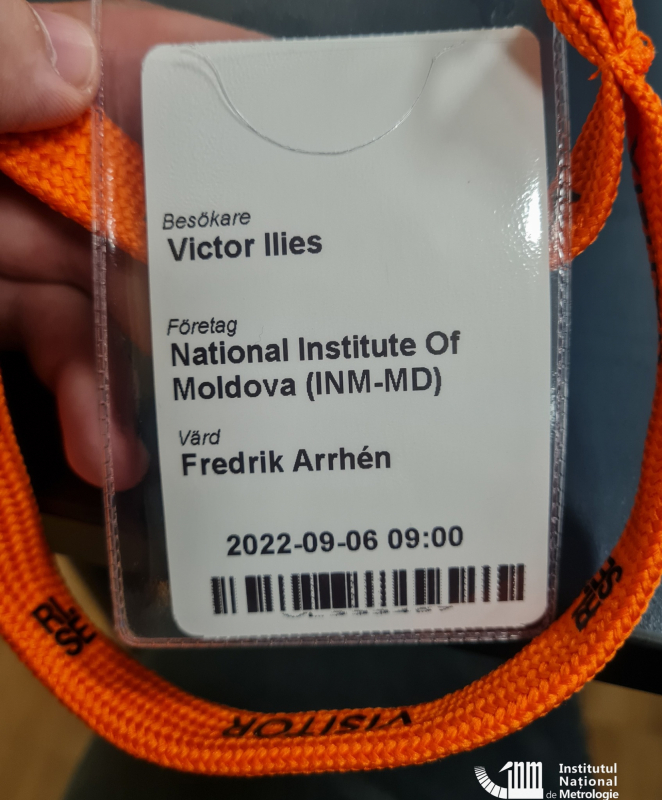 Besökare
Victor Ilies
Företag
National Institute Of
Moldova (INM-MD)
Värd
Fredrik Arrhén
2022-09-06 09:00
VISITOR
Institutul
Național
de Metrologie